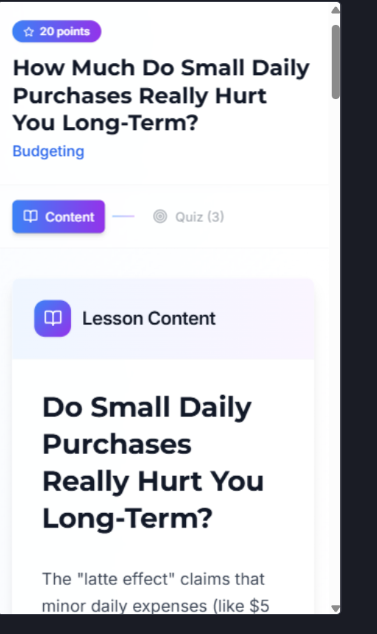 20 points
How Much Do Small Daily
Purchases Really Hurt
You Long-Term?
Budgeting
Content
Quiz (3)
Lesson Content
Do Small Daily
Purchases
Really Hurt You
Long-Term?
The "latte effect" claims that
minor daily expenses (like $5